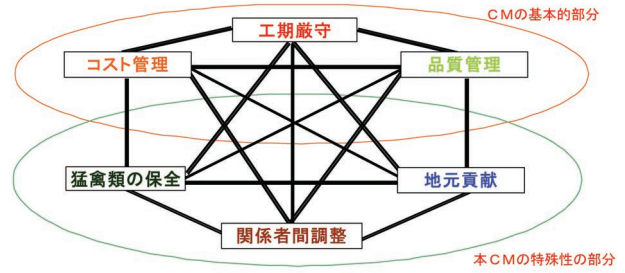 CMの基本的部分
工期厳守
コスト管理
品質管理
猛禽類の保全
地元貢献
関係者間調整
本CMの特殊性の部分